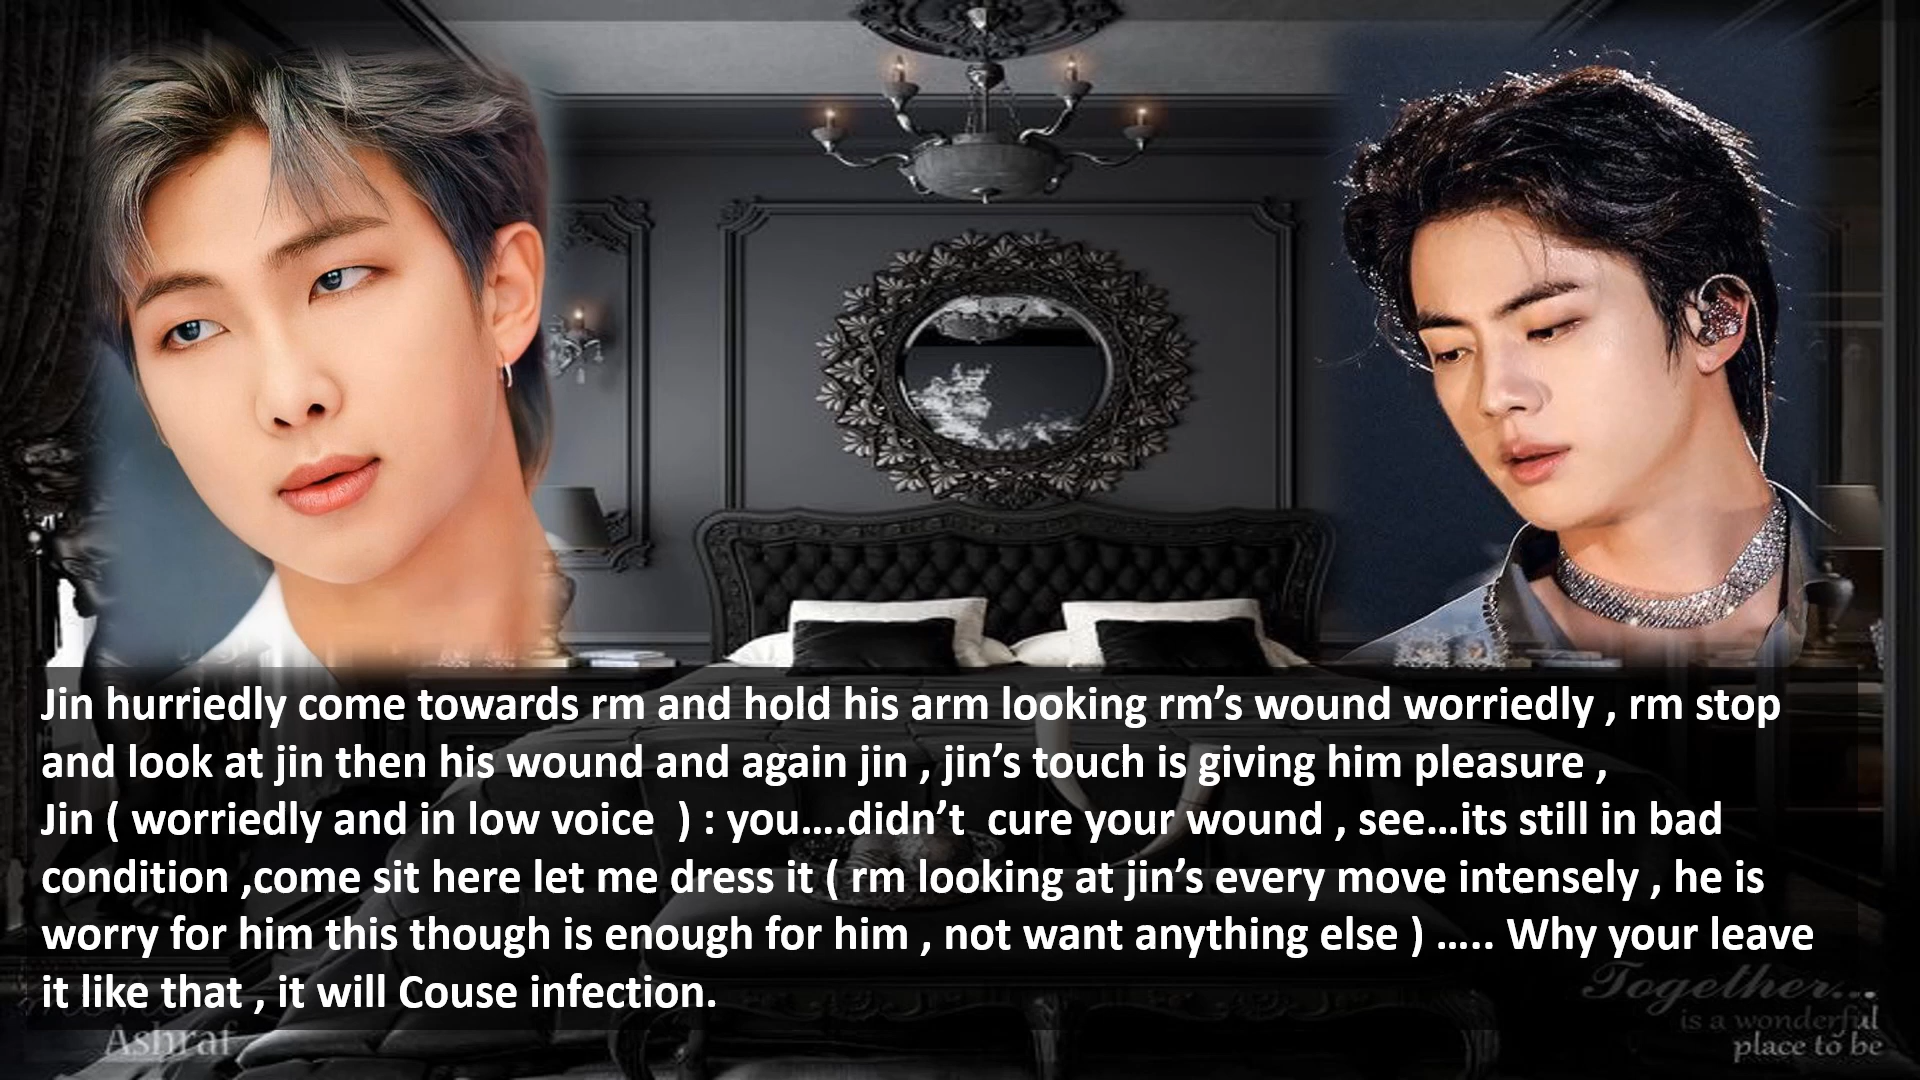 Jin hurriedly come towards rm and hold his arm looking rm’s wound worriedly , rm stop
and look at jin then his wound and again jin , jin’s touch is giving him pleasure ,
Jin ( worriedly and in low voice  ) : you….didn’t  cure your wound , see…its still in bad
condition ,come sit here let me dress it ( rm looking at jin’s every move intensely , he is
worry for him this though is enough for him , not want anything else ) ….. Why your leave
it like that , it will Couse infection.
Together...
is a wonderful
place to be
Ashraf